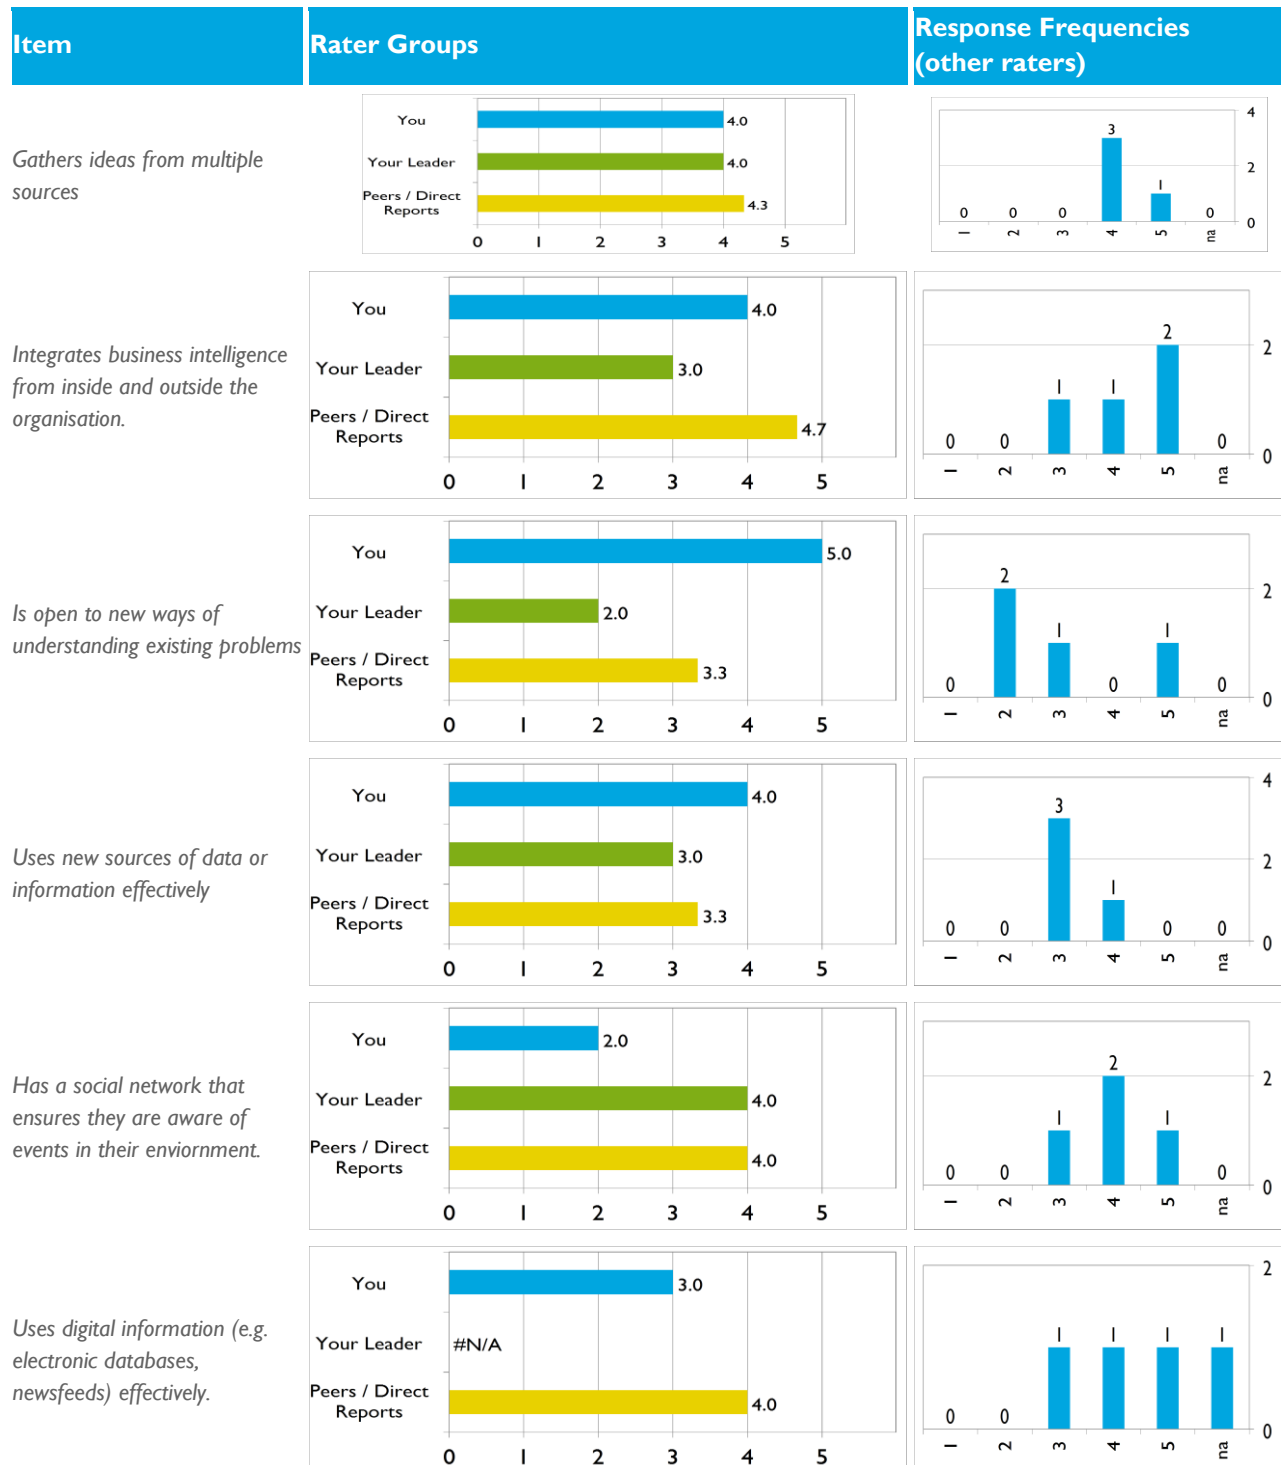 Item
Rater Groups
Response Frequencies
(other raters)
Gathers ideas from multiple
sources
You
4.0
Your Leader
4.0
Peers / Direct
Reports
4.3
0 1 2 3 4 5
4
2
0
0 0 0 3 1 0
1 2 3 4 5 na
Integrates business intelligence
from inside and outside the
organisation.
You
4.0
Your Leader
3.0
Peers / Direct
Reports
4.7
0 1 2 3 4 5
2
0
0 0 1 1 2 0
1 2 3 4 5 na
Is open to new ways of
understanding existing problems
You
5.0
Your Leader
2.0
Peers / Direct
Reports
3.3
0 1 2 3 4 5
2
0
0 2 1 0 1 0
1 2 3 4 5 na
Uses new sources of data or
information effectively
You
4.0
Your Leader
3.0
Peers / Direct
Reports
3.3
0 1 2 3 4 5
4
2
0
0 0 3 1 0 0
1 2 3 4 5 na
Has a social network that
ensures they are aware of
events in their enviornment.
You
2.0
Your Leader
4.0
Peers / Direct
Reports
4.0
0 1 2 3 4 5
2
0
0 0 1 2 1 0
1 2 3 4 5 na
Uses digital information (e.g.
electronic databases,
newsfeeds) effectively.
You
3.0
Your Leader
#N/A
Peers / Direct
Reports
4.0
0 1 2 3 4 5
2
0
0 0 1 1 1 1
1 2 3 4 5 na